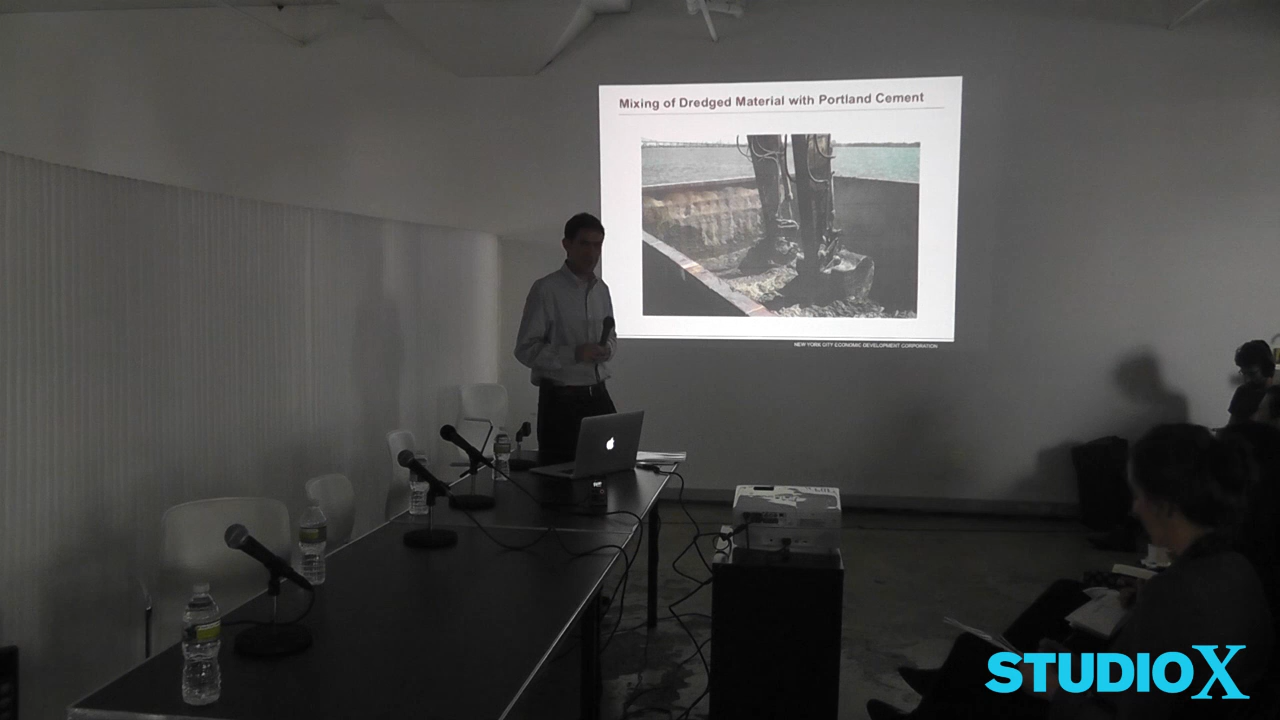 Mixing of Dredged Material with Portland Cement
NEW YORK CITY ECONOMIC DEVELOPMENT CORPORATION
STUDIOX